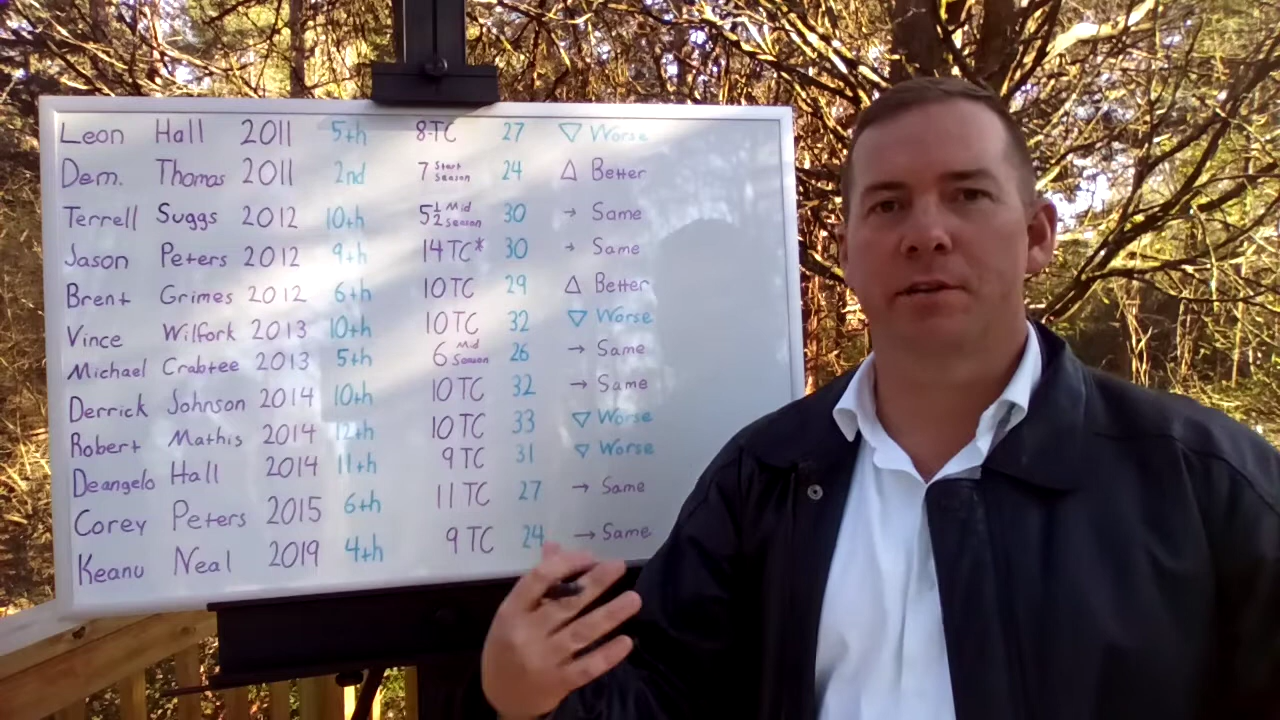 Leon Hall 2011 5th 8-TC 27 ▽ Worse
Dem. Thomas 2011 2nd 7 Start Season 24 △ Better
Terrell Suggs 2012 10th 5½ Mid Season 30 → Same
Jason Peters 2012 9th 14 TC* 30 → Same
Brent Grimes 2012 6th 10 TC 29 △ Better
Vince Wilfork 2013 10th 10 TC 32 ▽ Worse
Michael Crabtee 2013 5th 6 Mid Season 26 → Same
Derrick Johnson 2014 10th 10 TC 32 → Same
Robert Mathis 2014 12th 10 TC 33 ▽ Worse
Deangelo Hall 2014 11th 9 TC 31 ▽ Worse
Corey Peters 2015 6th 11 TC 27 → Same
Keanu Neal 2019 4th 9 TC 24 → Same